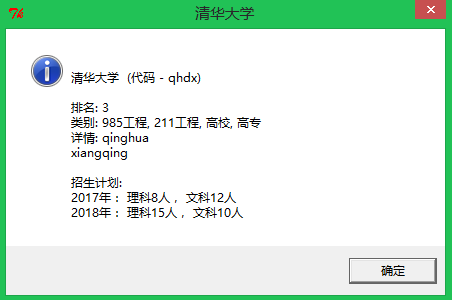 清华大学
清华大学 (代码 - qhdx)
排名: 3
类别: 985工程, 211工程, 高校, 高专
详情: qinghua
xiangqing
招生计划:
2017年： 理科8人， 文科12人
2018年： 理科15人， 文科10人
确定